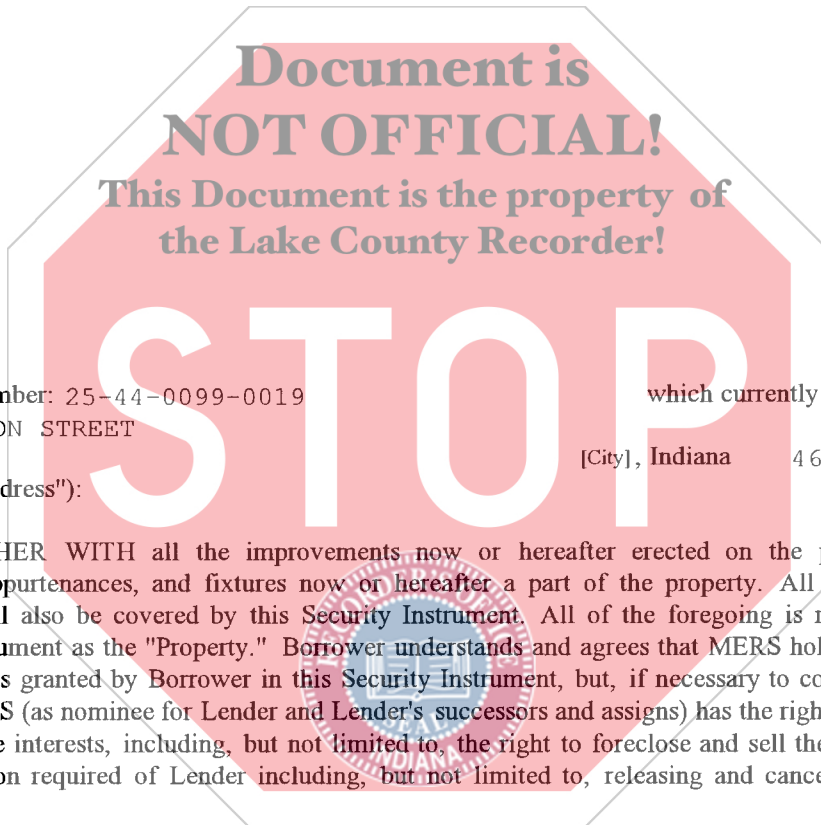 Document is
NOT OFFICIAL!
This Document is the property of
the Lake County Recorder!
STOP
mber: 25-44-0099-0019 which currently
ON STREET
[City], Indiana 46
dress"):
HER WITH all the improvements now or hereafter erected on the p
ppurtenances, and fixtures now or hereafter a part of the property. All
l also be covered by this Security Instrument. All of the foregoing is r
ument as the "Property." Borrower understands and agrees that MERS hol
s granted by Borrower in this Security Instrument, but, if necessary to co
S (as nominee for Lender and Lender's successors and assigns) has the righ
e interests, including, but not limited to, the right to foreclose and sell the
on required of Lender including, but not limited to, releasing and cance
RECORDER'S OFFICE
SEAL
INDIANA